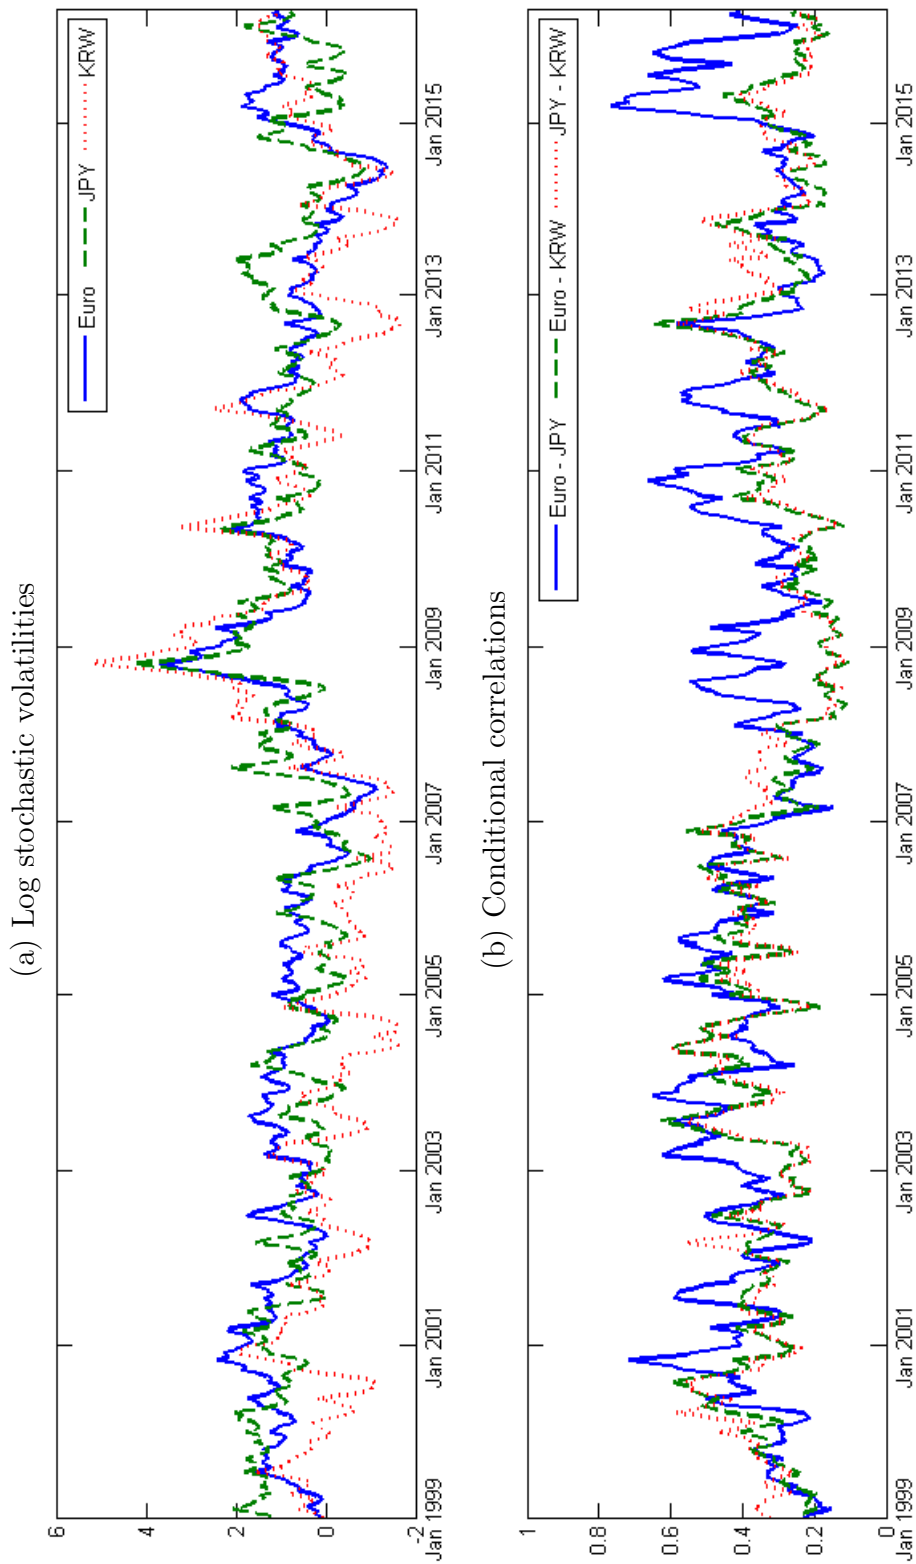 (a) Log stochastic volatilities
Euro JPY KRW
6
4
2
0
-2
Jan 1999 Jan 2001 Jan 2003 Jan 2005 Jan 2007 Jan 2009 Jan 2011 Jan 2013 Jan 2015
(b) Conditional correlations
Euro - JPY Euro - KRW JPY - KRW
1
0.8
0.6
0.4
0.2
0
Jan 1999 Jan 2001 Jan 2003 Jan 2005 Jan 2007 Jan 2009 Jan 2011 Jan 2013 Jan 2015